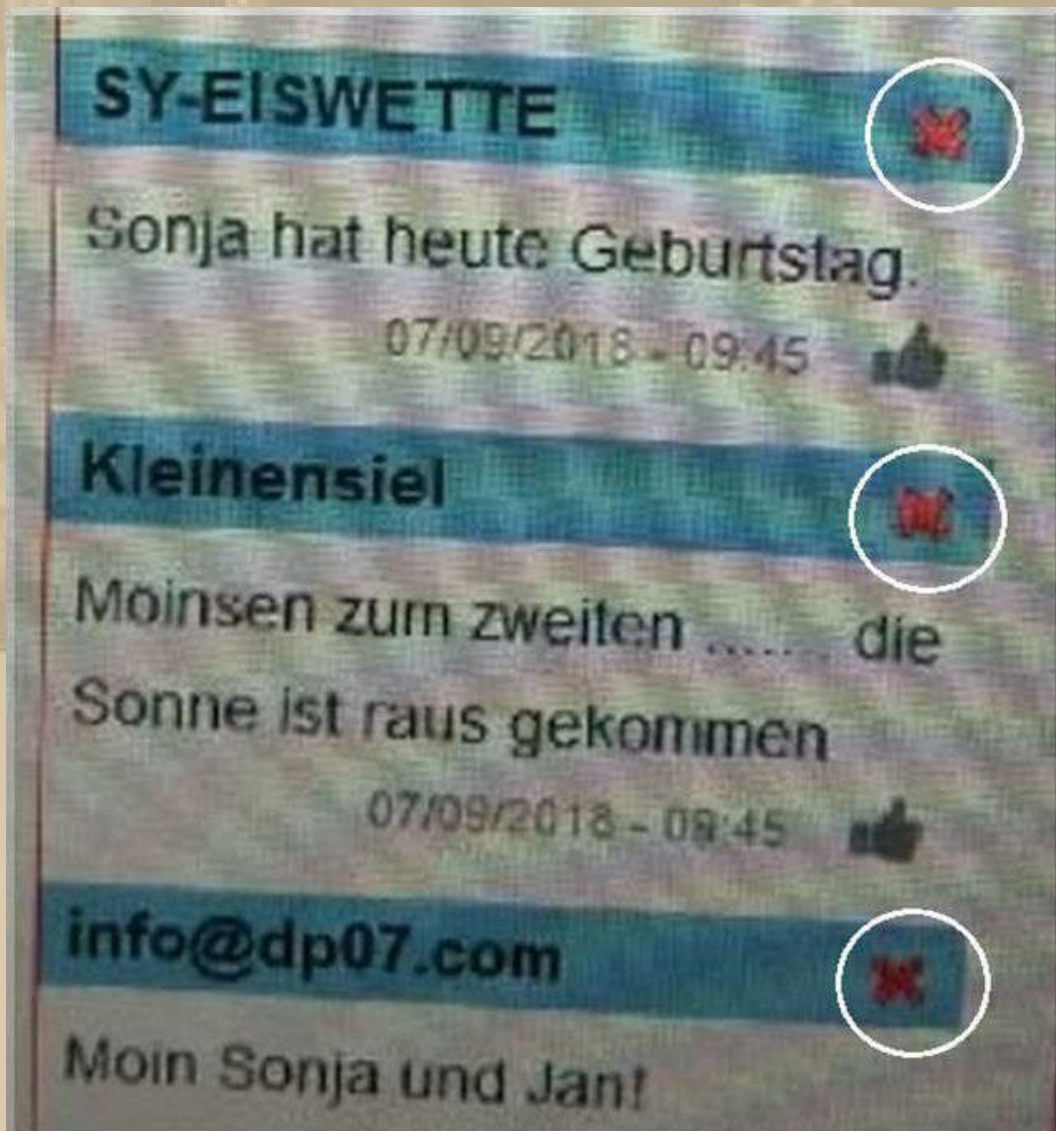 SY-EISWETTE
Sonja hat heute Geburtstag.
07/09/2018 - 09:45
Kleinensiel
Moinsen zum zweiten ....... die
Sonne ist raus gekommen
07/09/2018 - 09:45
info@dp07.com
Moin Sonja und Jan!